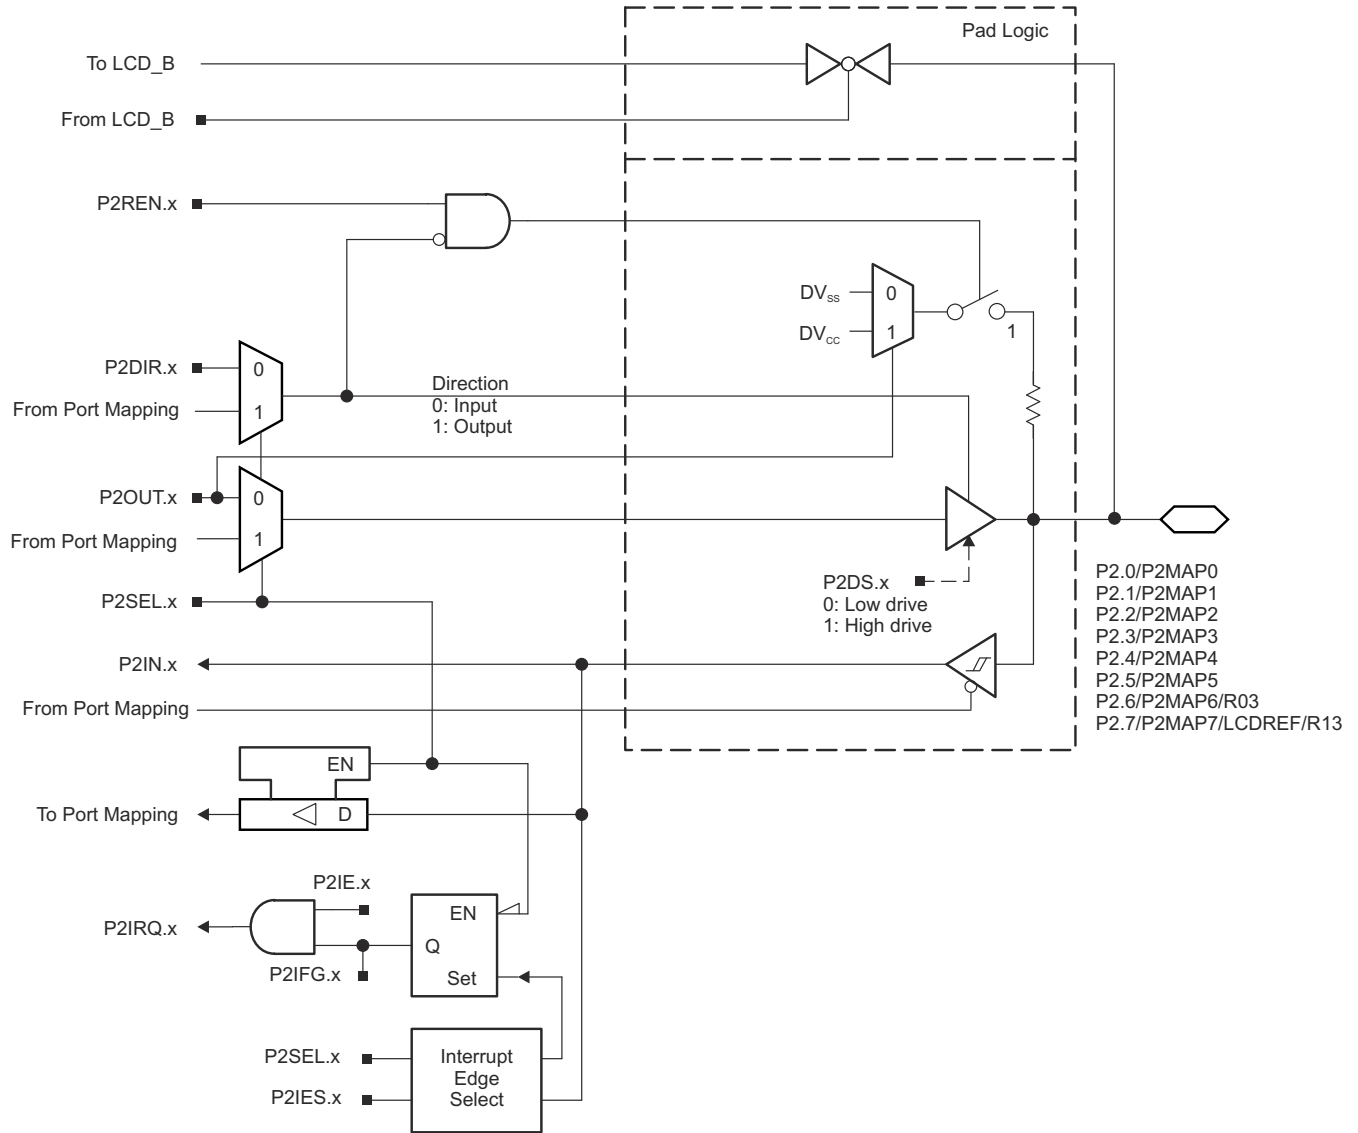 Pad Logic
To LCD_B
From LCD_B
P2REN.x
DVSS
0
DVCC
1
1
P2DIR.x
0
From Port Mapping
1
Direction
0: Input
1: Output
P2OUT.x
0
From Port Mapping
1
P2DS.x
0: Low drive
1: High drive
P2SEL.x
P2.0/P2MAP0
P2.1/P2MAP1
P2.2/P2MAP2
P2.3/P2MAP3
P2.4/P2MAP4
P2.5/P2MAP5
P2.6/P2MAP6/R03
P2.7/P2MAP7/LCDREF/R13
P2IN.x
From Port Mapping
EN
To Port Mapping
D
P2IE.x
EN
P2IRQ.x
Q
P2IFG.x
Set
P2SEL.x
Interrupt
Edge
Select
P2IES.x